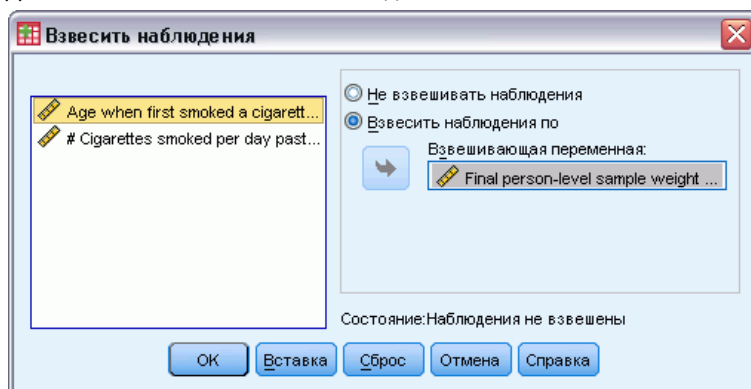 Взвесить наблюдения
Age when first smoked a cigarett...
# Cigarettes smoked per day past...
Не взвешивать наблюдения
Взвесить наблюдения по
Взвешивающая переменная:
Final person-level sample weight ...
Состояние:Наблюдения не взвешены
OK
Вставка
Сброс
Отмена
Справка